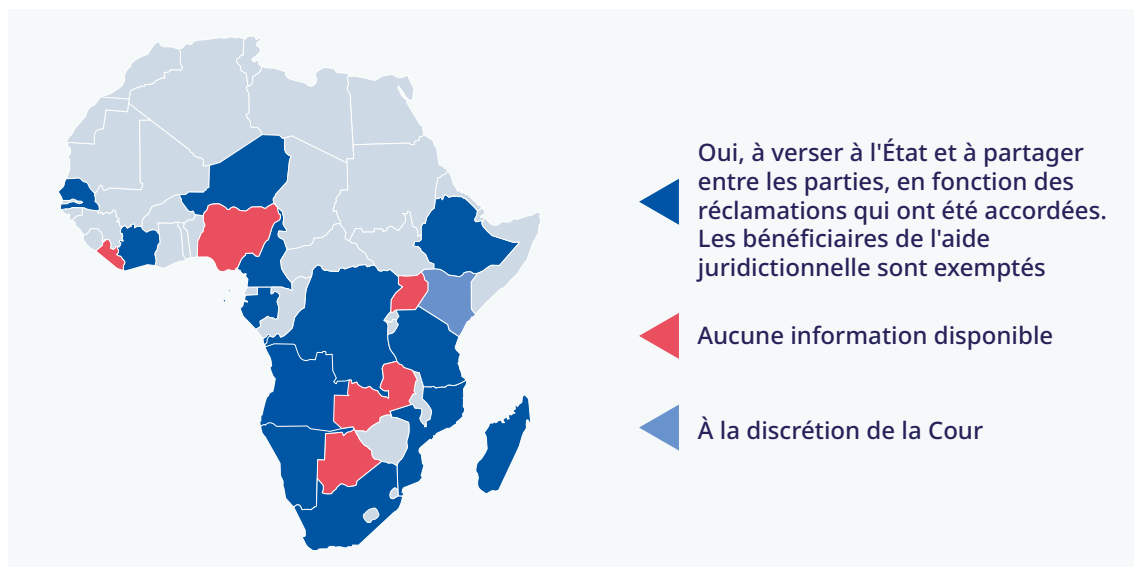 Oui, à verser à l'État et à partager
entre les parties, en fonction des
réclamations qui ont été accordées.
Les bénéficiaires de l'aide
juridictionnelle sont exemptés
Aucune information disponible
À la discrétion de la Cour